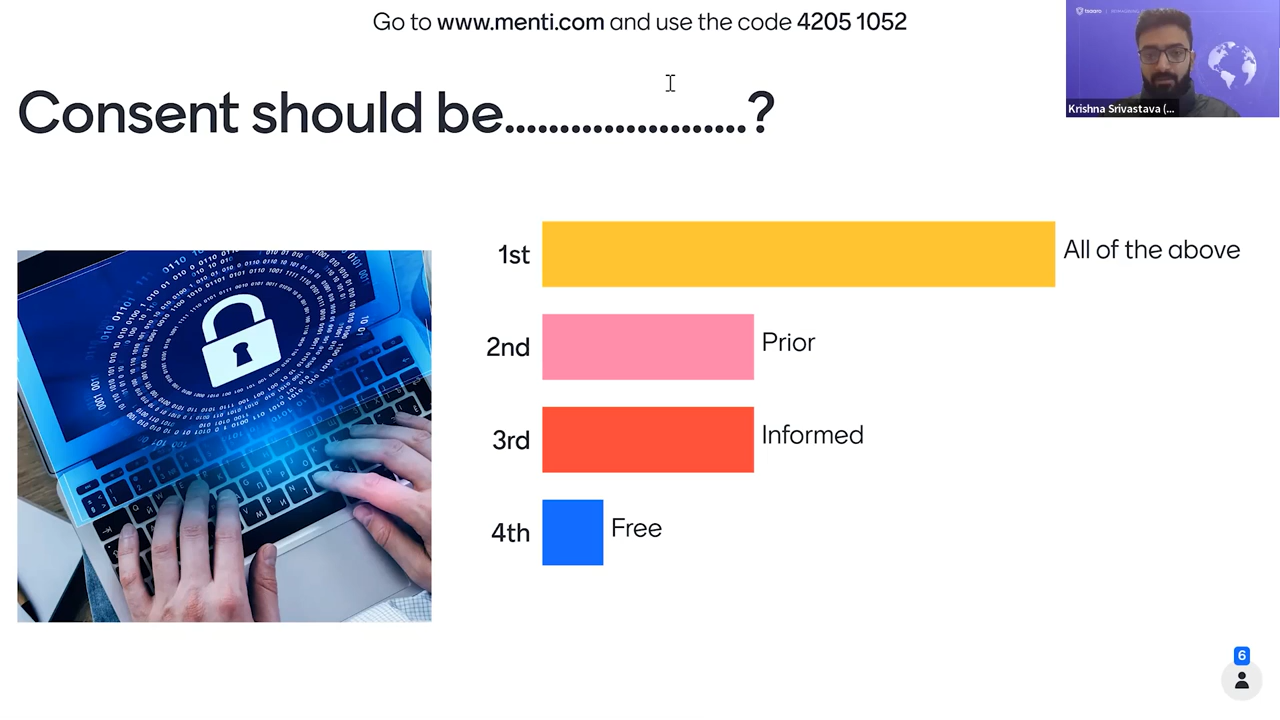 Go to www.menti.com and use the code 4205 1052
tsaaro
Krishna Srivastava (...
Consent should be.....................?
1st All of the above
2nd Prior
3rd Informed
4th Free
6